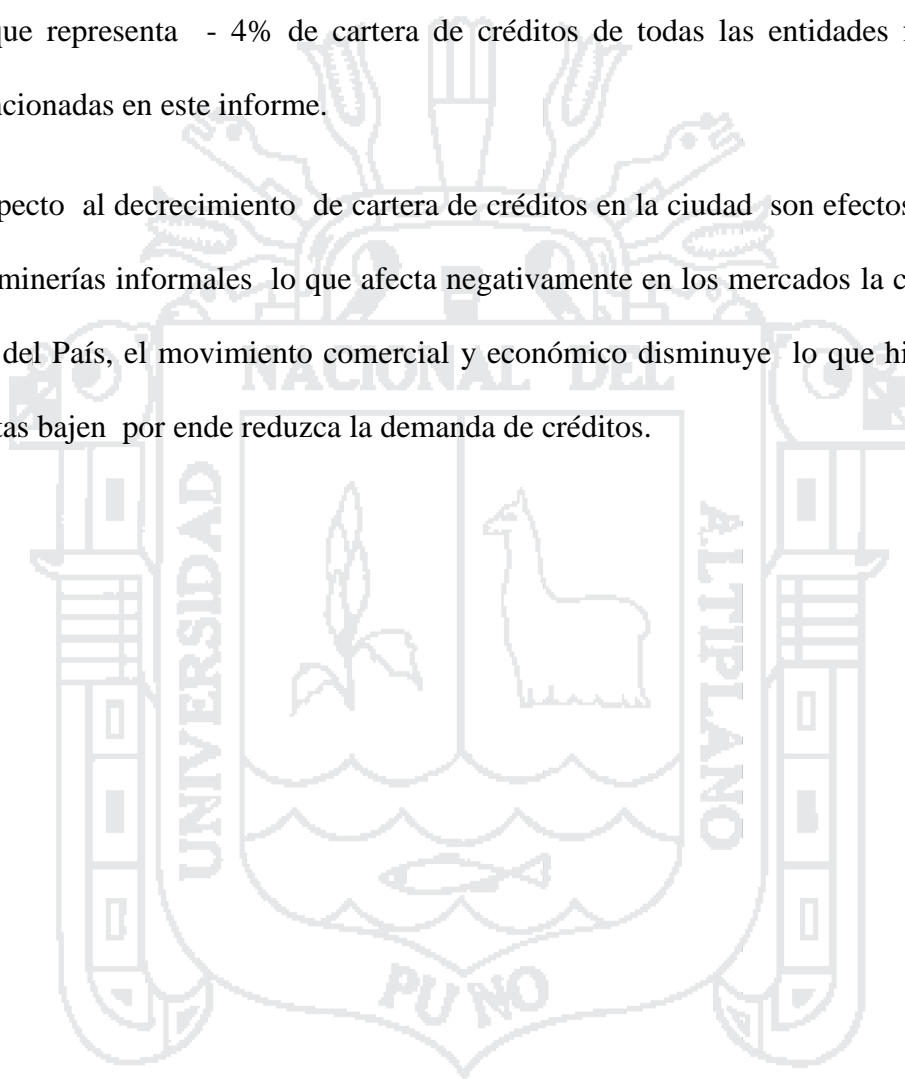 que representa - 4% de cartera de créditos de todas las entidades
ncionadas en este informe.
pecto al decrecimiento de cartera de créditos en la ciudad son efectos
minerías informales lo que afecta negativamente en los mercados la
del País, el movimiento comercial y económico disminuye lo que
tas bajen por ende reduzca la demanda de créditos.
NACIONAL DEL
UNIVERSIDAD
ALTIPLANO
PUNO